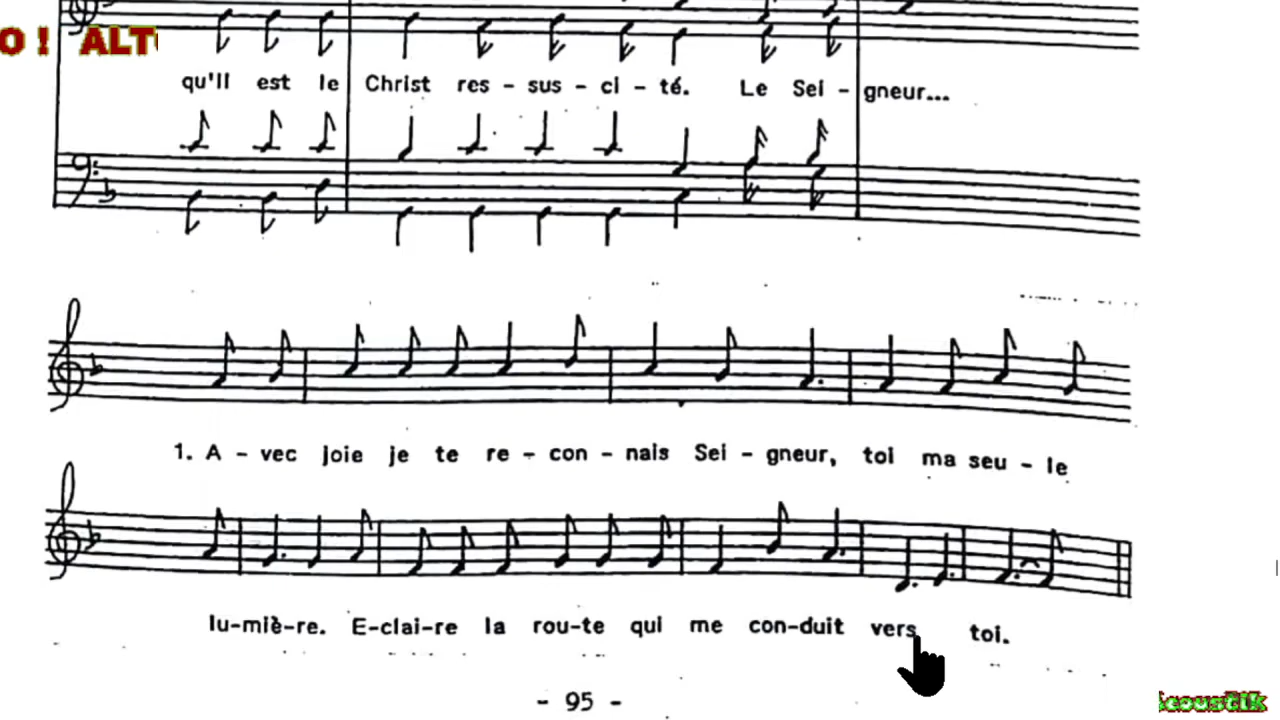 O ! ALT
qu'll est le Christ res - sus - ci - té. Le Sei - gneur...
1. A - vec joie je te re - con - nais Sei - gneur, toi ma seu - le
lu-miè-re. E-clai-re la rou-te qui me con-duit vers toi.
- 95 -
coustik